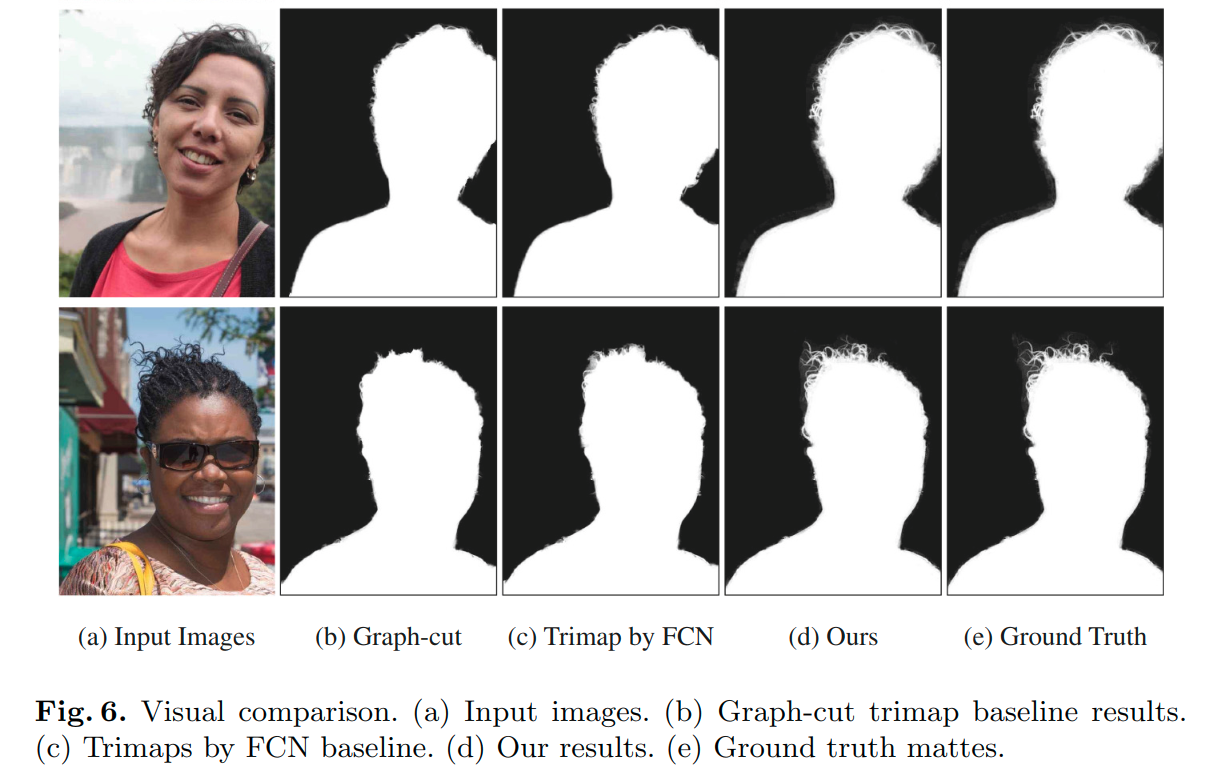 (a) Input Images (b) Graph-cut (c) Trimap by FCN (d) Ours (e) Ground Truth
Fig. 6. Visual comparison. (a) Input images. (b) Graph-cut trimap baseline results.
(c) Trimaps by FCN baseline. (d) Our results. (e) Ground truth mattes.